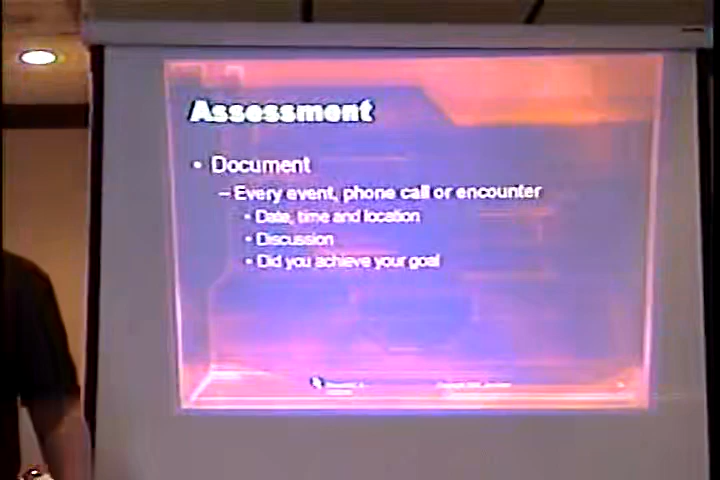 Assessment
• Document
– Every event, phone call or encounter
• Date, time and location
• Discussion
• Did you achieve your goal